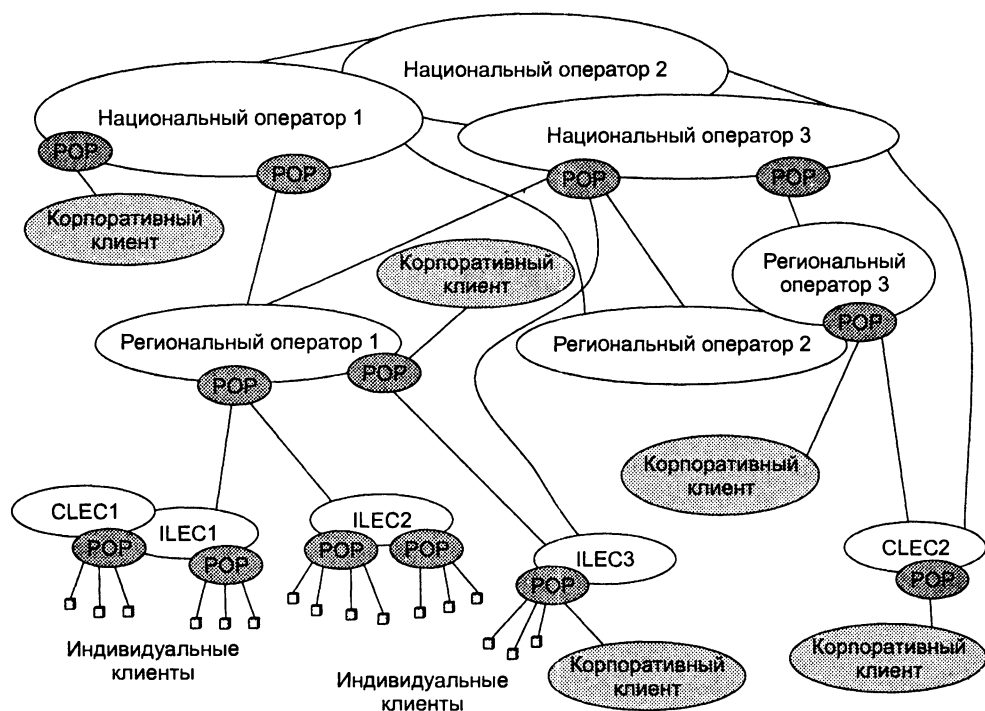 Национальный оператор 2
Национальный оператор 1
Национальный оператор 3
POP
POP
POP
POP
Корпоративный
клиент
Корпоративный
клиент
Региональный
оператор 3
POP
Региональный оператор 1
Региональный оператор 2
POP
POP
Корпоративный
клиент
CLEC1
ILEC1
ILEC2
ILEC3
CLEC2
POP
POP
POP
POP
POP
POP
Индивидуальные
клиенты
Индивидуальные
клиенты
Корпоративный
клиент
Корпоративный
клиент